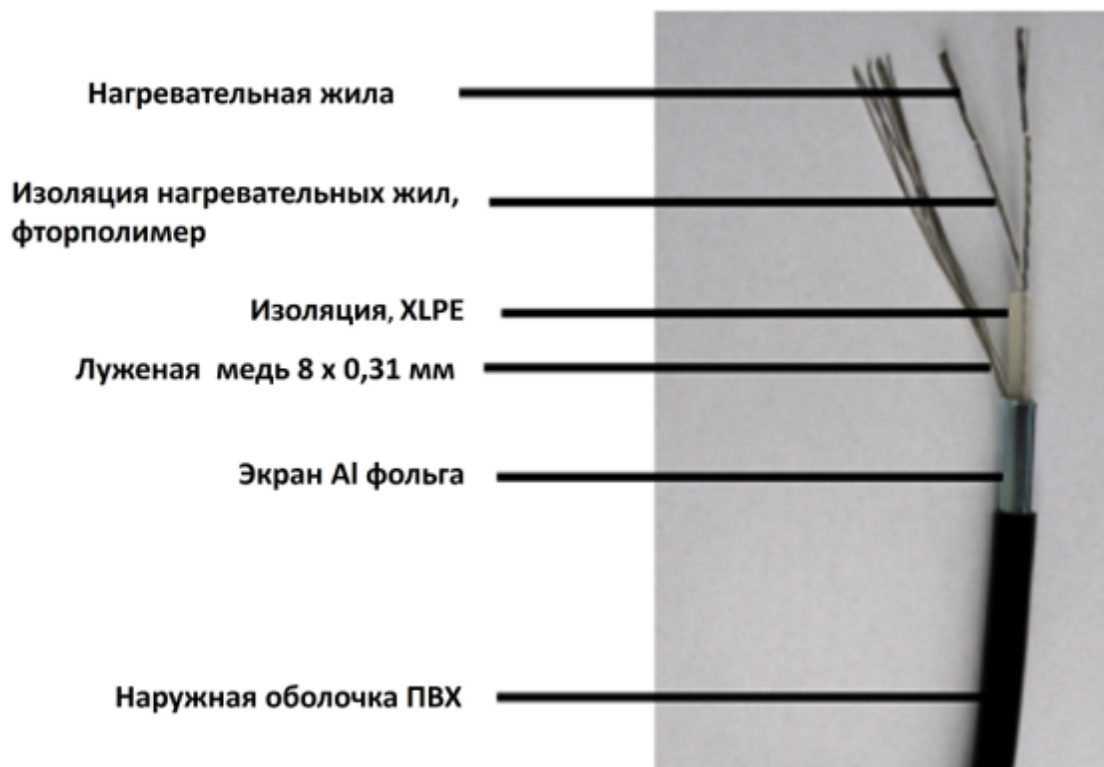 Нагревательная жила
Изоляция нагревательных жил,
фторполимер
Изоляция, XLPE
Луженая  медь 8 х 0,31 мм
Экран Al фольга
Наружная оболочка ПВХ